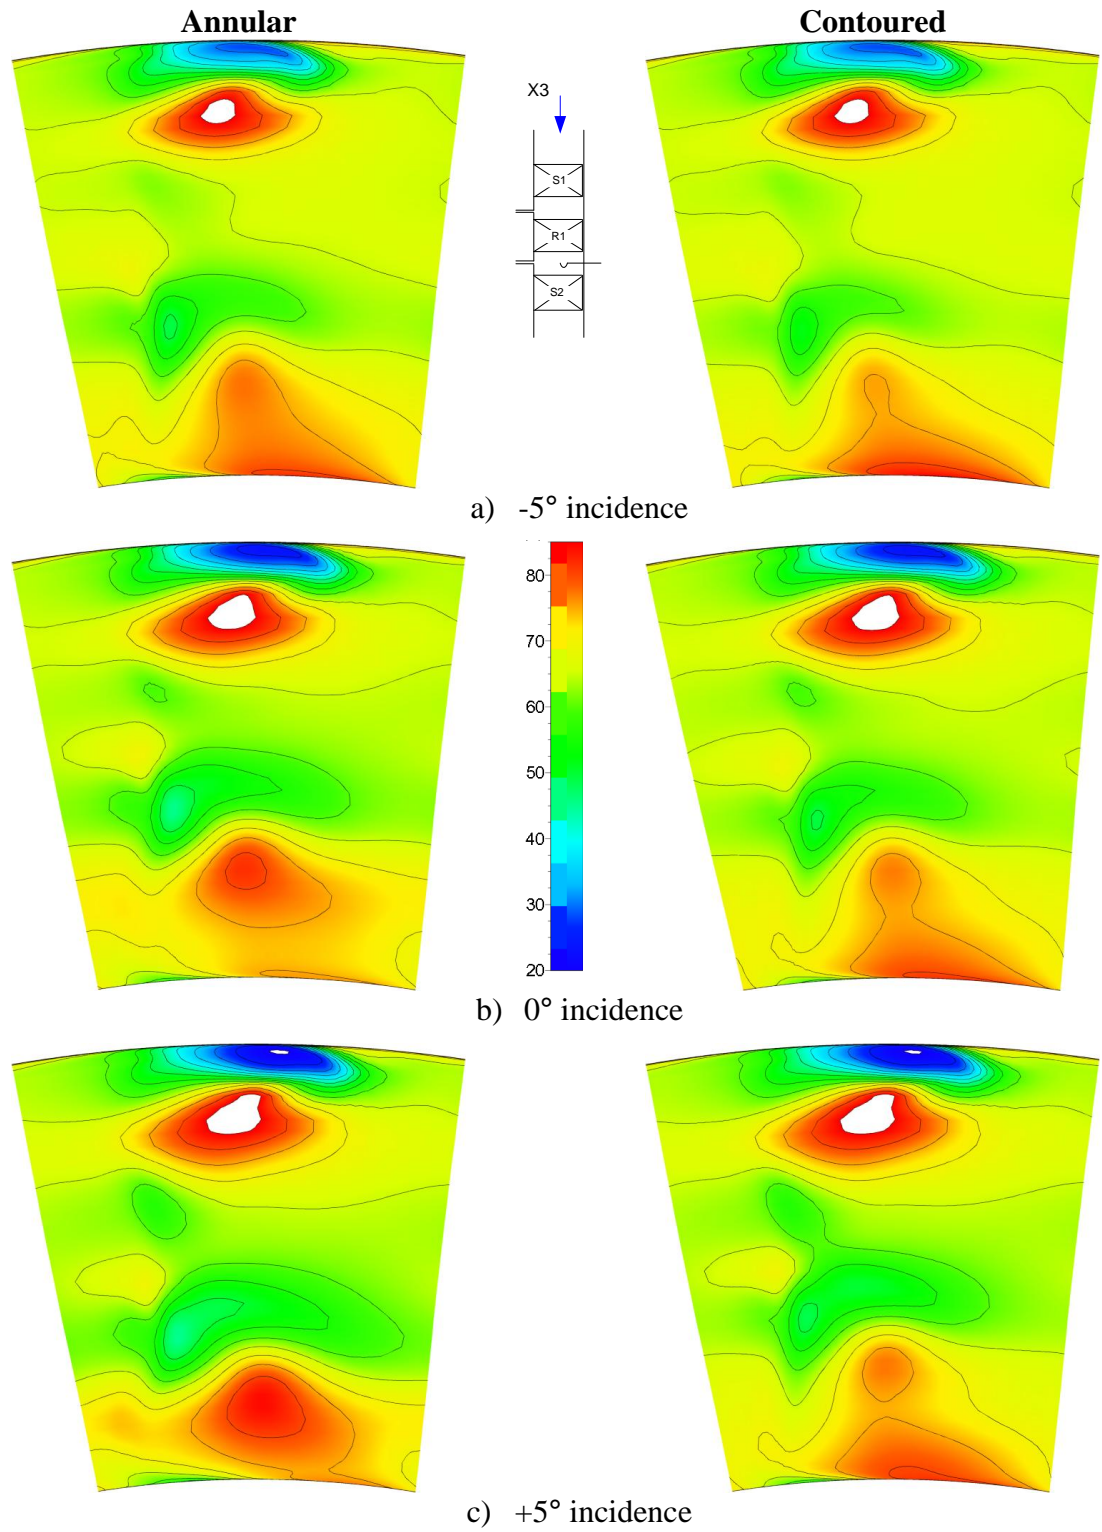 Annular Contoured
X3
S1
R1
S2
a) -5° incidence
80
70
60
50
40
30
20
b) 0° incidence
c) +5° incidence